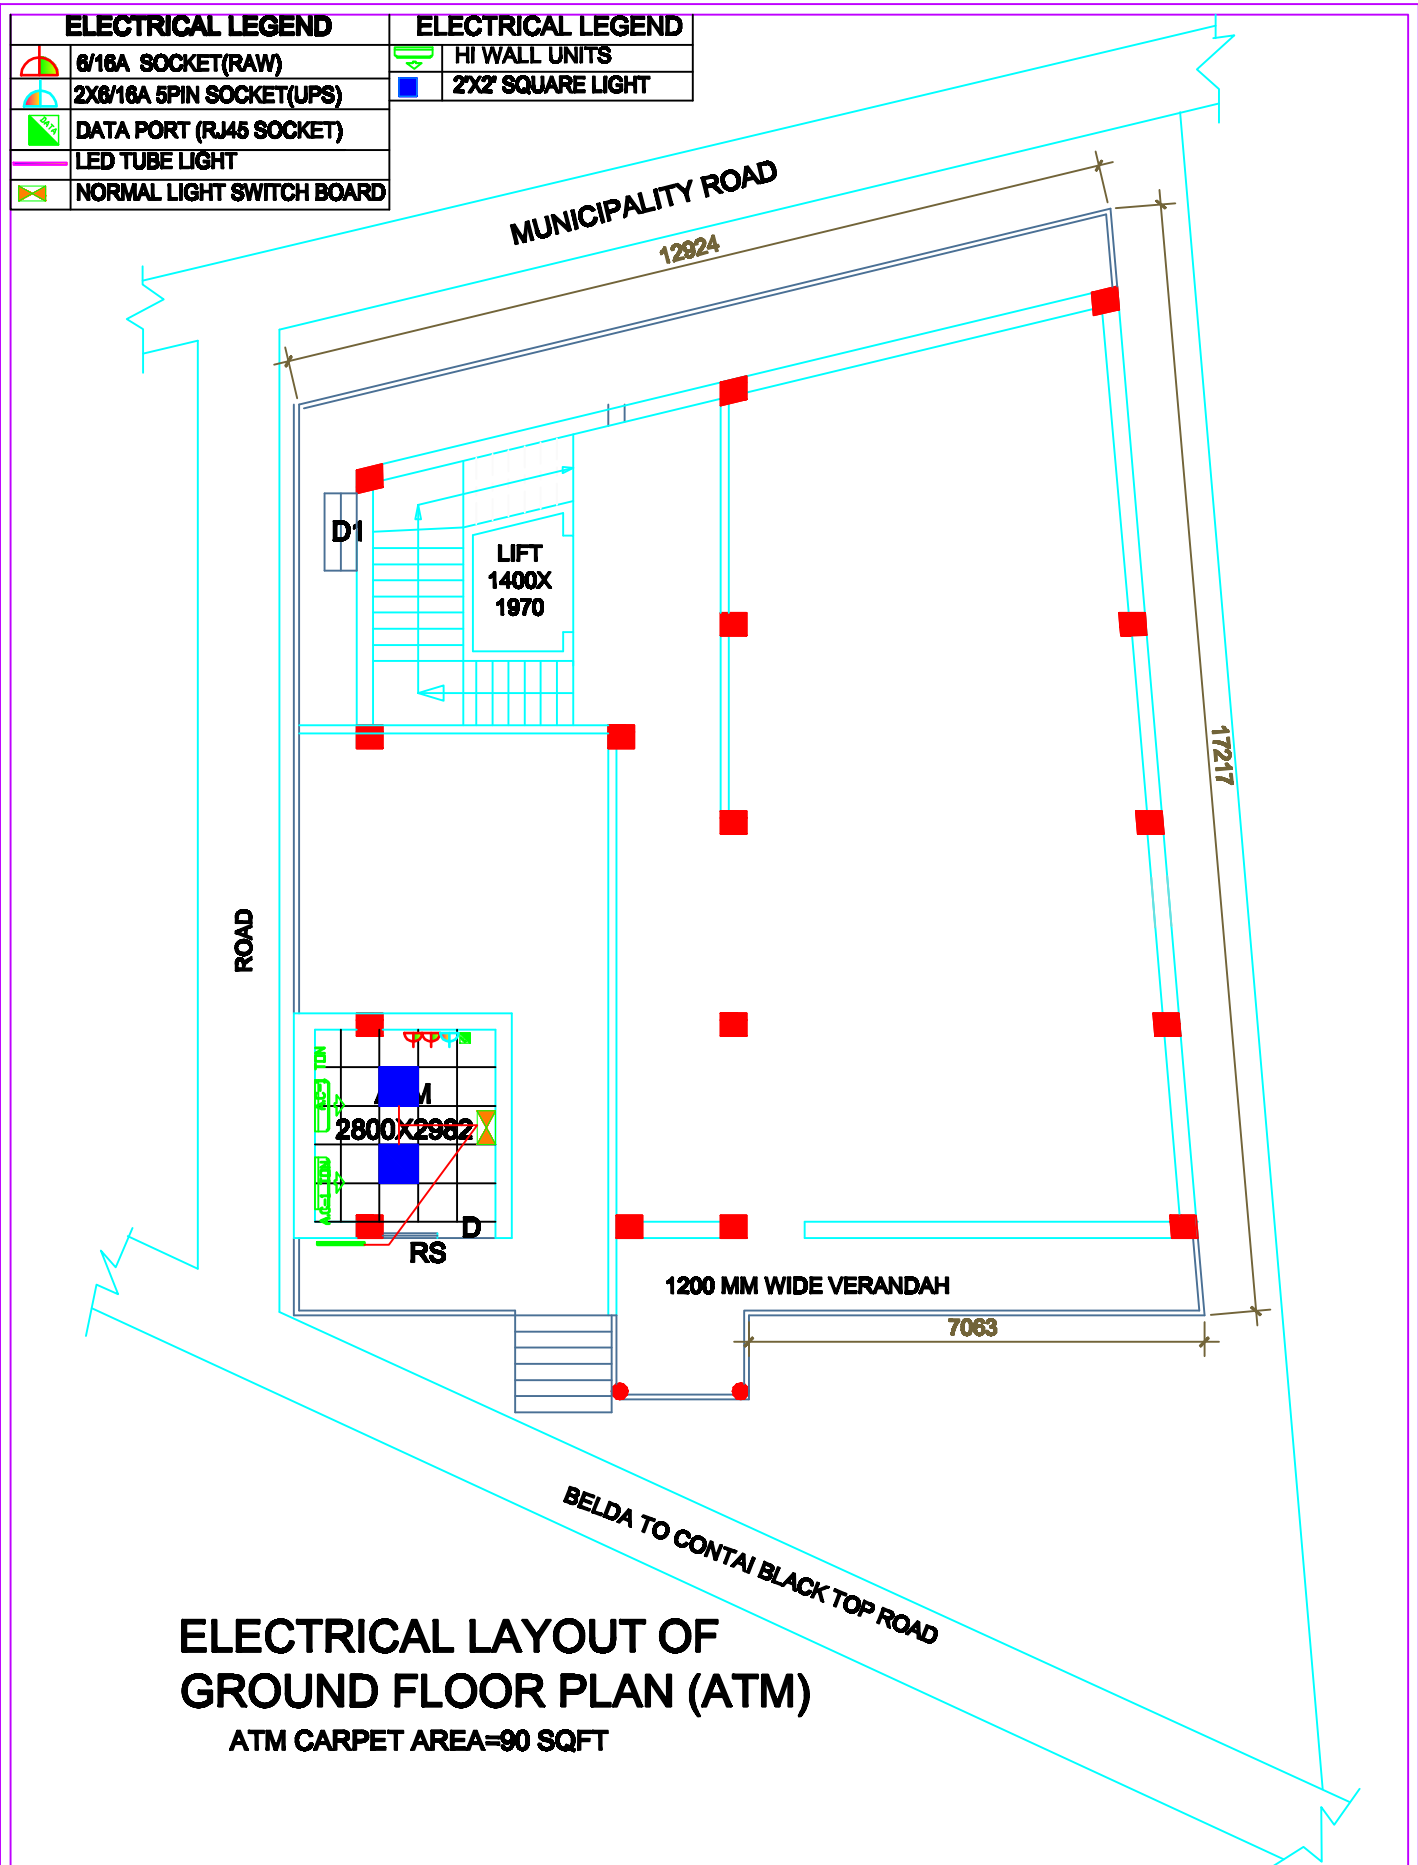 ELECTRICAL LEGEND
6/16A SOCKET(RAW)
2X6/16A 5PIN SOCKET(UPS)
DATA
DATA PORT (RJ45 SOCKET)
LED TUBE LIGHT
NORMAL LIGHT SWITCH BOARD
ELECTRICAL LEGEND
HI WALL UNITS
2'X2' SQUARE LIGHT
MUNICIPALITY ROAD
12924
D1
LIFT
1400X
1970
17217
ROAD
TON
2800X2982
D
RS
1200 MM WIDE VERANDAH
7063
BELDA TO CONTAI BLACK TOP ROAD
ELECTRICAL LAYOUT OF
GROUND FLOOR PLAN (ATM)
ATM CARPET AREA=90 SQFT